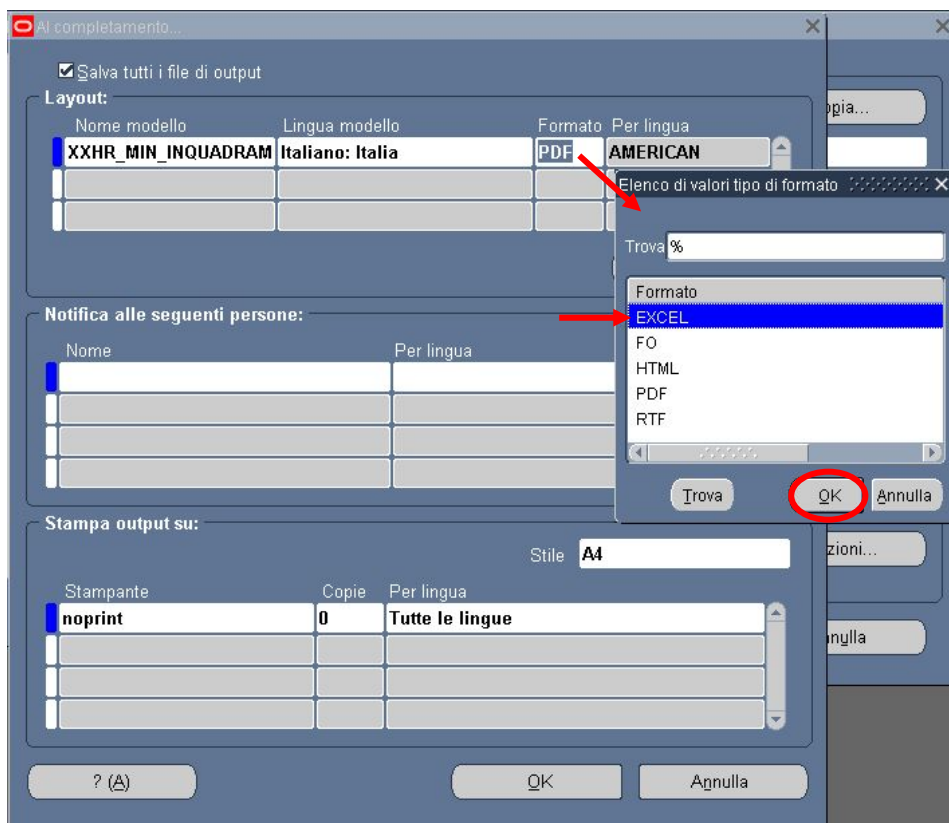 Al completamento...
Salva tutti i file di output
Layout:
Nome modello Lingua modello Formato Per lingua
XXHR_MIN_INQUADRAM Italiano: Italia PDF AMERICAN
Notifica alle seguenti persone:
Nome Per lingua
Stampa output su:
Stile A4
Stampante Copie Per lingua
noprint 0 Tutte le lingue
? (A) OK Annulla
Elenco di valori tipo di formato
Trova %
Formato
EXCEL
FO
HTML
PDF
RTF
Trova OK Annulla
opia...
zioni...
nnulla